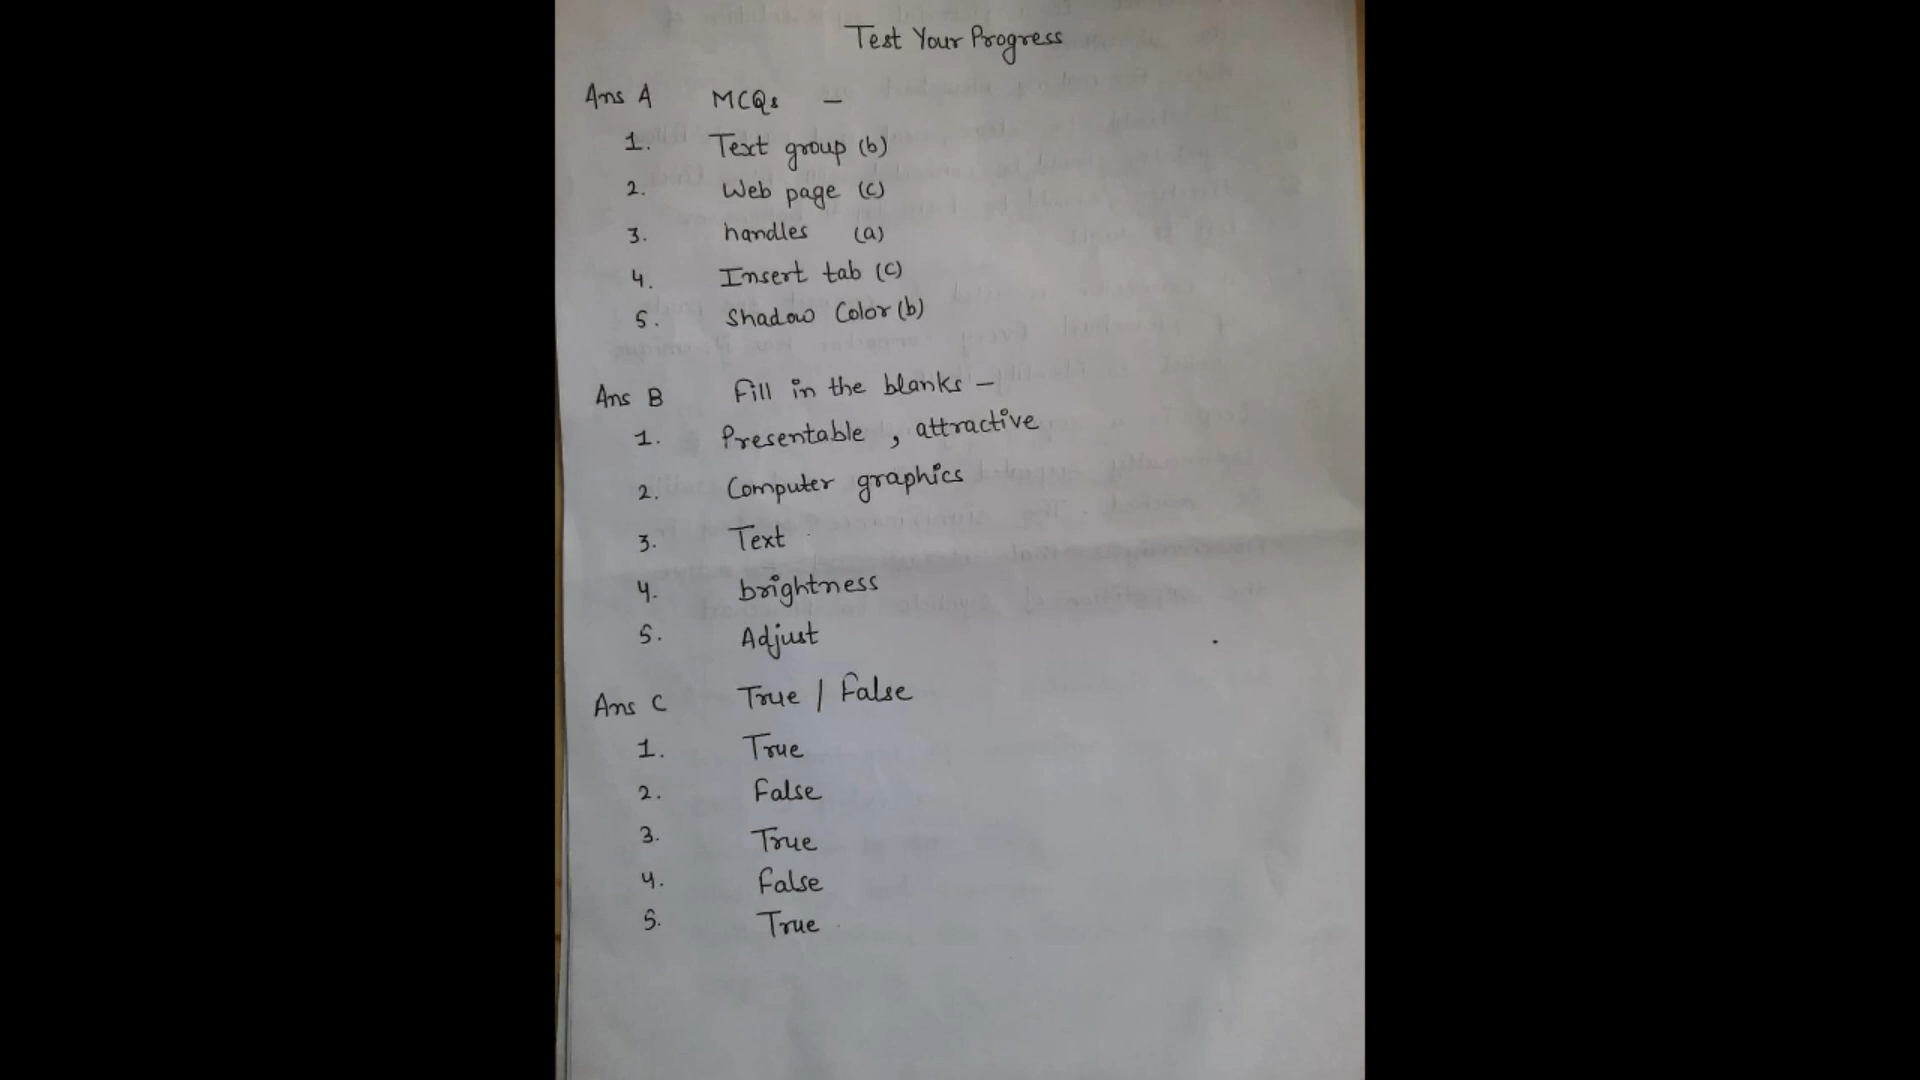 Test Your Progress
Ans A MCQs –
1. Text group (b)
2. Web page (c)
3. handles (a)
4. Insert tab (c)
5. Shadow Color (b)
Ans B Fill in the blanks –
1. Presentable , attractive
2. Computer graphics
3. Text
4. brightness
5. Adjust
Ans C True / False
1. True
2. False
3. True
4. False
5. True